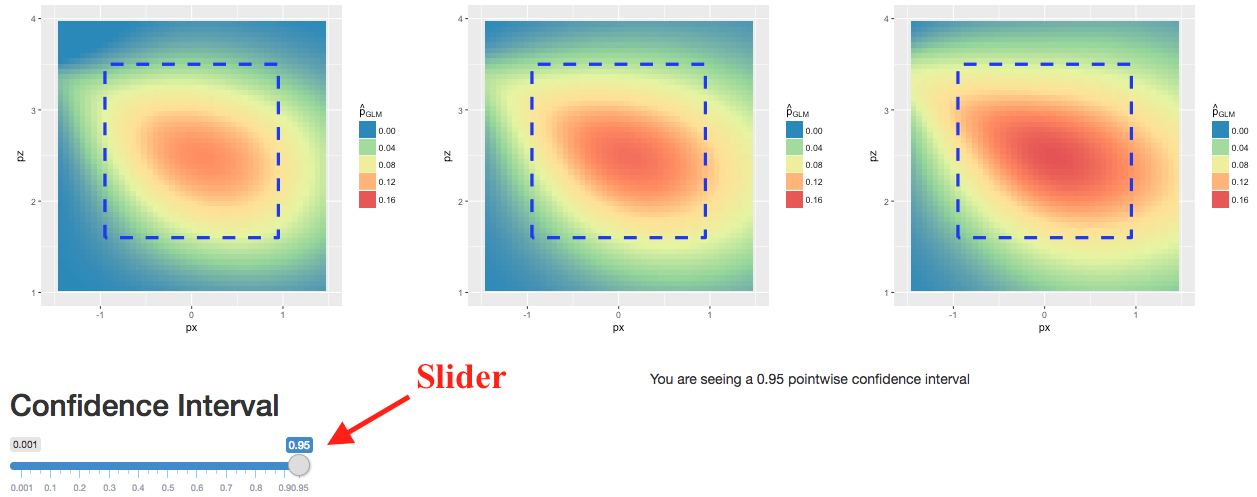 4
3
2
1
pz
-1
0
1
px
p̂GLM
0.00
0.04
0.08
0.12
0.16
4
3
2
1
pz
-1
0
1
px
p̂GLM
0.00
0.04
0.08
0.12
0.16
4
3
2
1
pz
-1
0
1
px
p̂GLM
0.00
0.04
0.08
0.12
0.16
Slider
You are seeing a 0.95 pointwise confidence interval
Confidence Interval
0.001 0.95
0.001 0.1 0.2 0.3 0.4 0.5 0.6 0.7 0.8 0.90.95